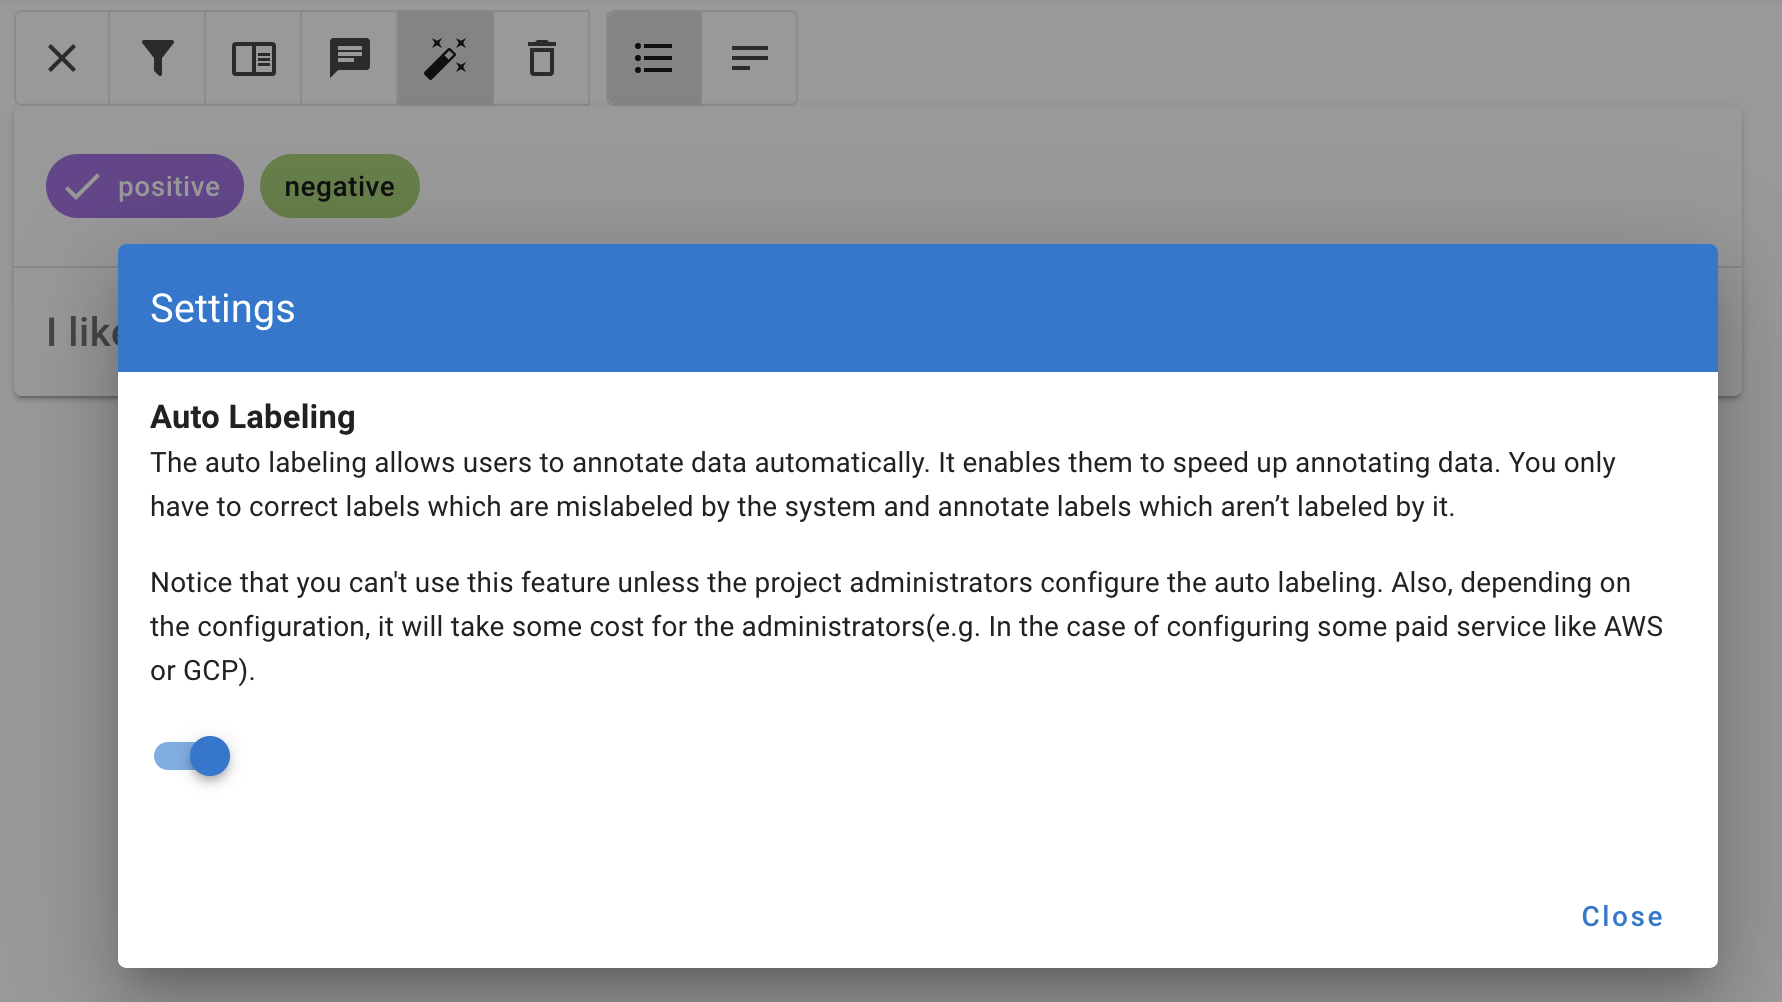 positive
negative
I like
Settings
Auto Labeling
The auto labeling allows users to annotate data automatically. It enables them to speed up annotating data. You only
have to correct labels which are mislabeled by the system and annotate labels which aren’t labeled by it.
Notice that you can't use this feature unless the project administrators configure the auto labeling. Also, depending on
the configuration, it will take some cost for the administrators(e.g. In the case of configuring some paid service like AWS
or GCP).
Close